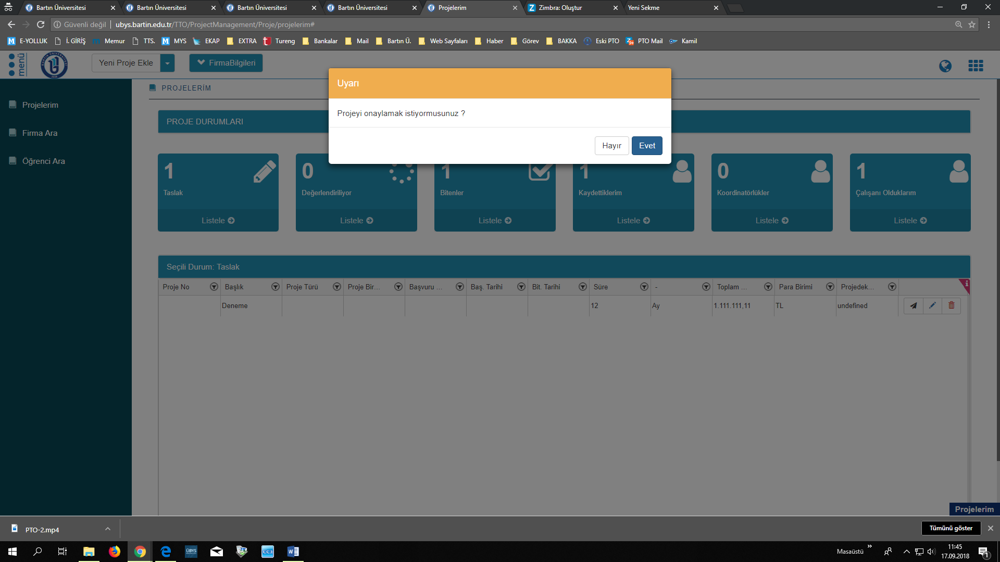 Bartın Üniversitesi
Bartın Üniversitesi
Bartın Üniversitesi
Bartın Üniversitesi
Projelerim
Zimbra: Oluştur
Yeni Sekme
Güvenli değil
ubys.bartin.edu.tr/TTO/ProjectManagement/Proje/projelerim#
E-YOLLUK
İ. GİRİŞ
Memur
TTS.
MYS
EKAP
EXTRA
Tureng
Bankalar
Mail
Bartın Ü.
Web Sayfaları
Haber
Görev
BAKKA
Eski PTO
PTO Mail
Kamil
menü
Yeni Proje Ekle
FirmaBilgileri
Uyarı
Projeyi onaylamak istiyormusunuz ?
Hayır
Evet
Projelerim
Firma Ara
Öğrenci Ara
PROJELERİM
PROJE DURUMLARI
1
Taslak
Listele
0
Değerlendiriliyor
Listele
1
Bitenler
Listele
1
Kaydettiklerim
Listele
0
Koordinatörlükler
Listele
1
Çalışanı Olduklarım
Listele
Seçili Durum: Taslak
Proje No Başlık Proje Türü Proje Bir... Başvuru ... Baş. Tarihi Bit. Tarihi Süre - Toplam ... Para Birimi Projedek...
Deneme 12 Ay 1.111.111,11 TL undefined
Projelerim
PTO-2.mp4
Tümünü göster
ÜBYS
Masaüstü
11:45
17.09.2018
1